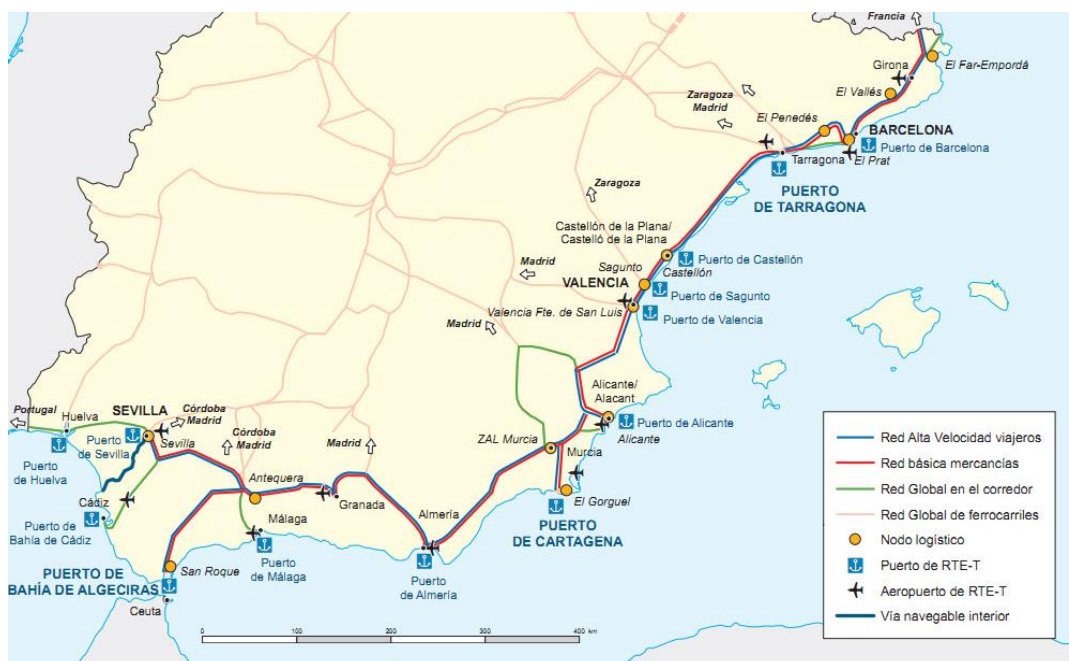 Francia
Girona
El Far-Empordá
El Vallés
Zaragoza
Madrid
El Penedés
BARCELONA
Puerto de Barcelona
El Prat
Tarragona
PUERTO
DE TARRAGONA
Zaragoza
Castellón de la Plana/
Castelló de la Plana
Puerto de Castellón
Castellón
Madrid
Sagunto
VALENCIA
Puerto de Sagunto
Valencia Fte. de San Luis
Puerto de Valencia
Madrid
Alicante/
Alacant
Puerto de Alicante
Alicante
Portugal
Huelva
SEVILLA
Córdoba
Madrid
Puerto
de Sevilla
Sevilla
Córdoba
Madrid
Madrid
ZAL Murcia
Murcia
Puerto
de Huelva
Antequera
El Gorguel
Cádiz
Granada
Almería
Málaga
PUERTO
DE CARTAGENA
Puerto de
Bahía de Cádiz
Puerto
de Málaga
San Roque
Puerto
de Almería
PUERTO DE
BAHÍA DE ALGECIRAS
Ceuta
0 100 200 300 400 km
Red Alta Velocidad viajeros
Red básica mercancías
Red Global en el corredor
Red Global de ferrocarriles
Nodo logístico
Puerto de RTE-T
Aeropuerto de RTE-T
Vía navegable interior